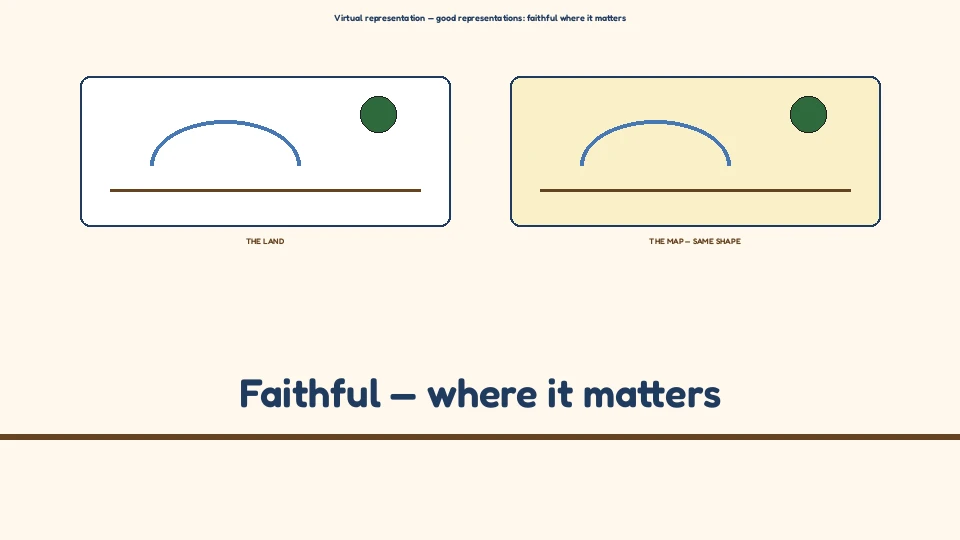 Virtual representation — good representations: faithful where it matters
THE LAND
THE MAP — SAME SHAPE
Faithful — where it matters